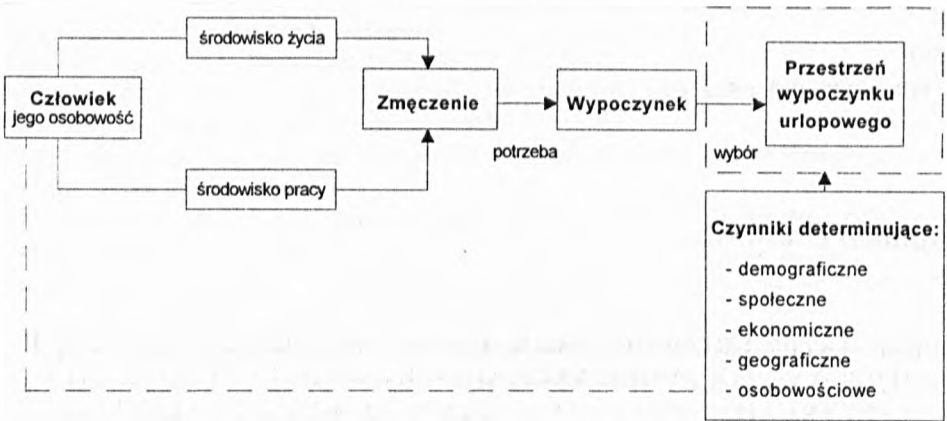 środowisko życia
Człowiek
jego osobowość
Zmęczenie
Wypoczynek
Przestrzeń
wypoczynku
urlopowego
potrzeba
wybór
środowisko pracy
Czynniki determinujące:
- demograficzne
- społeczne
- ekonomiczne
- geograficzne
- osobowościowe